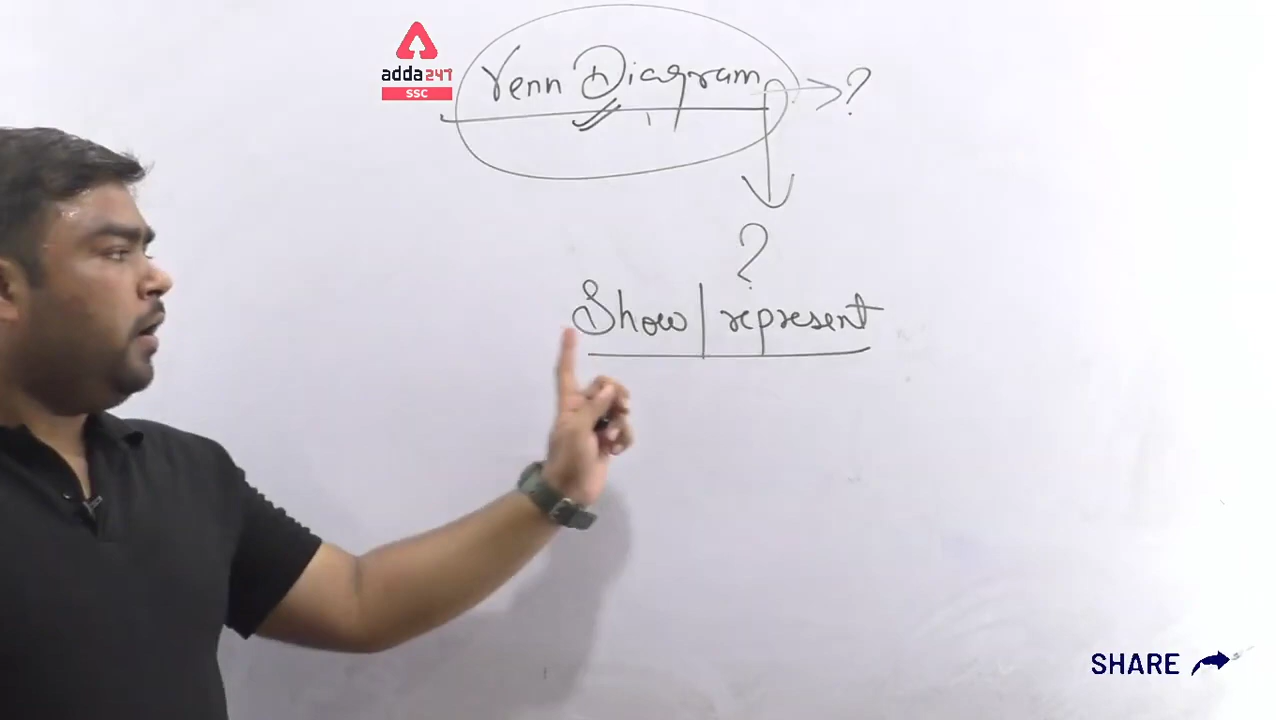 adda247
SSC
Venn Diagram → ?
?
Show | represent
SHARE